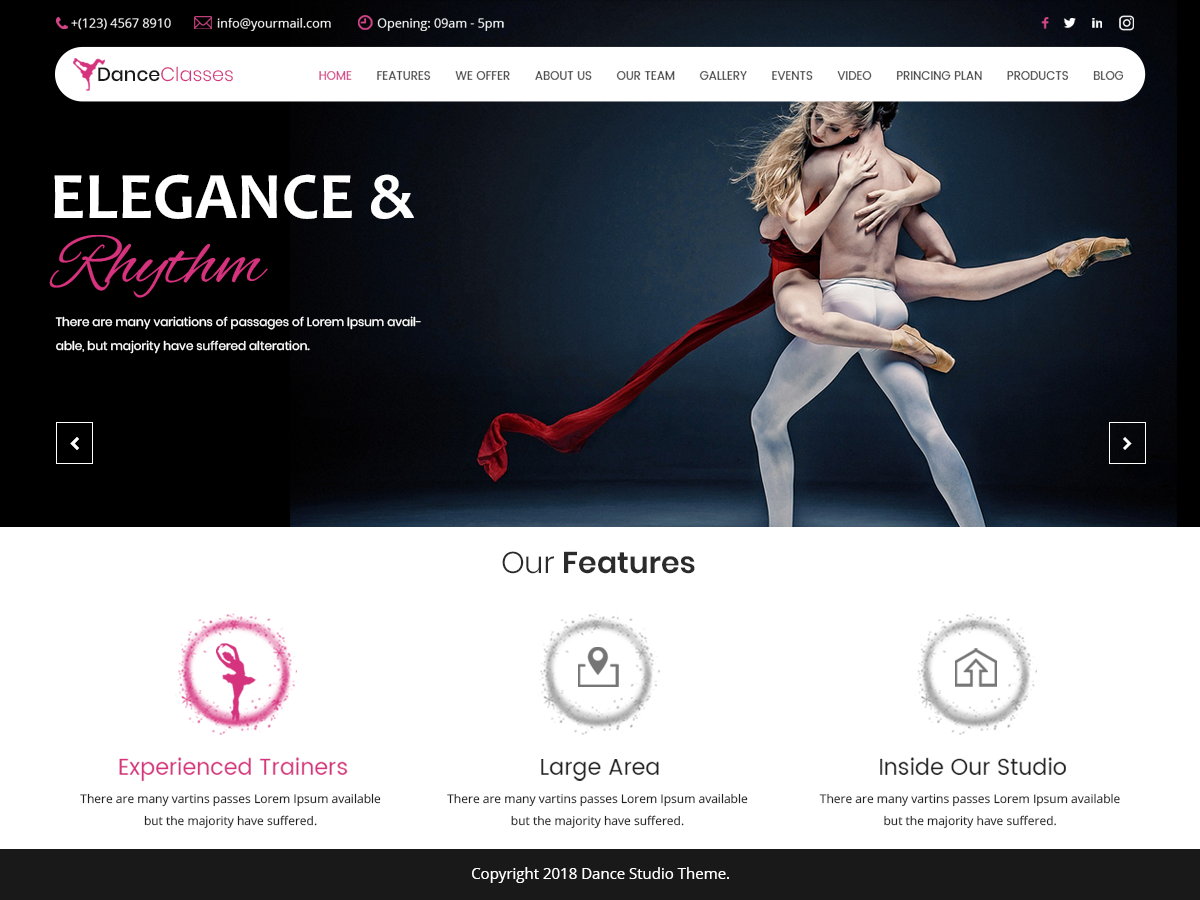 +(123) 4567 8910 info@yourmail.com Opening: 09am - 5pm
DanceClasses HOME FEATURES WE OFFER ABOUT US OUR TEAM GALLERY EVENTS VIDEO PRINCING PLAN PRODUCTS BLOG
ELEGANCE &
Rhythm
There are many variations of passages of Lorem Ipsum avail-
able, but majority have suffered alteration.
Our Features
Experienced Trainers
There are many vartins passes Lorem Ipsum available
but the majority have suffered.
Large Area
There are many vartins passes Lorem Ipsum available
but the majority have suffered.
Inside Our Studio
There are many vartins passes Lorem Ipsum available
but the majority have suffered.
Copyright 2018 Dance Studio Theme.